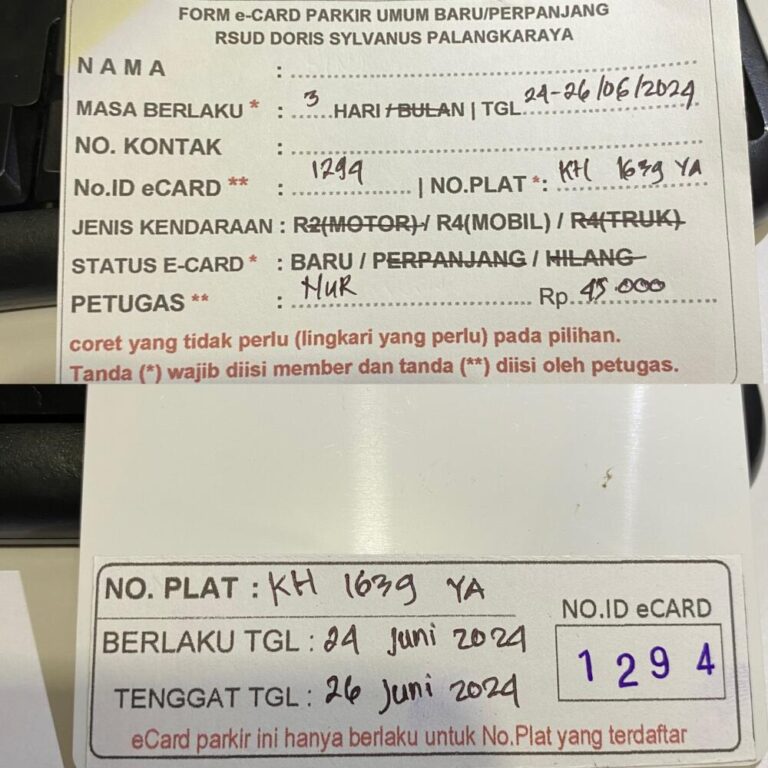 FORM e-CARD PARKIR UMUM BARU/PERPANJANG
RSUD DORIS SYLVANUS PALANGKARAYA
NAMA :
MASA BERLAKU * : 3 HARI / BULAN | TGL 24-26/06/2024
NO. KONTAK :
No.ID eCARD ** : 1294 | NO.PLAT *: KH 1639 YA
JENIS KENDARAAN : R2(MOTOR) / R4(MOBIL) / R4(TRUK)
STATUS E-CARD * : BARU / PERPANJANG / HILANG
PETUGAS ** : NUR Rp. 45.000
coret yang tidak perlu (lingkari yang perlu) pada pilihan.
Tanda (*) wajib diisi member dan tanda (**) diisi oleh petugas.
NO. PLAT : KH 1639 YA
BERLAKU TGL : 24 Juni 2024
TENGGAT TGL : 26 Juni 2024
NO.ID eCARD
1294
eCard parkir ini hanya berlaku untuk No.Plat yang terdaftar